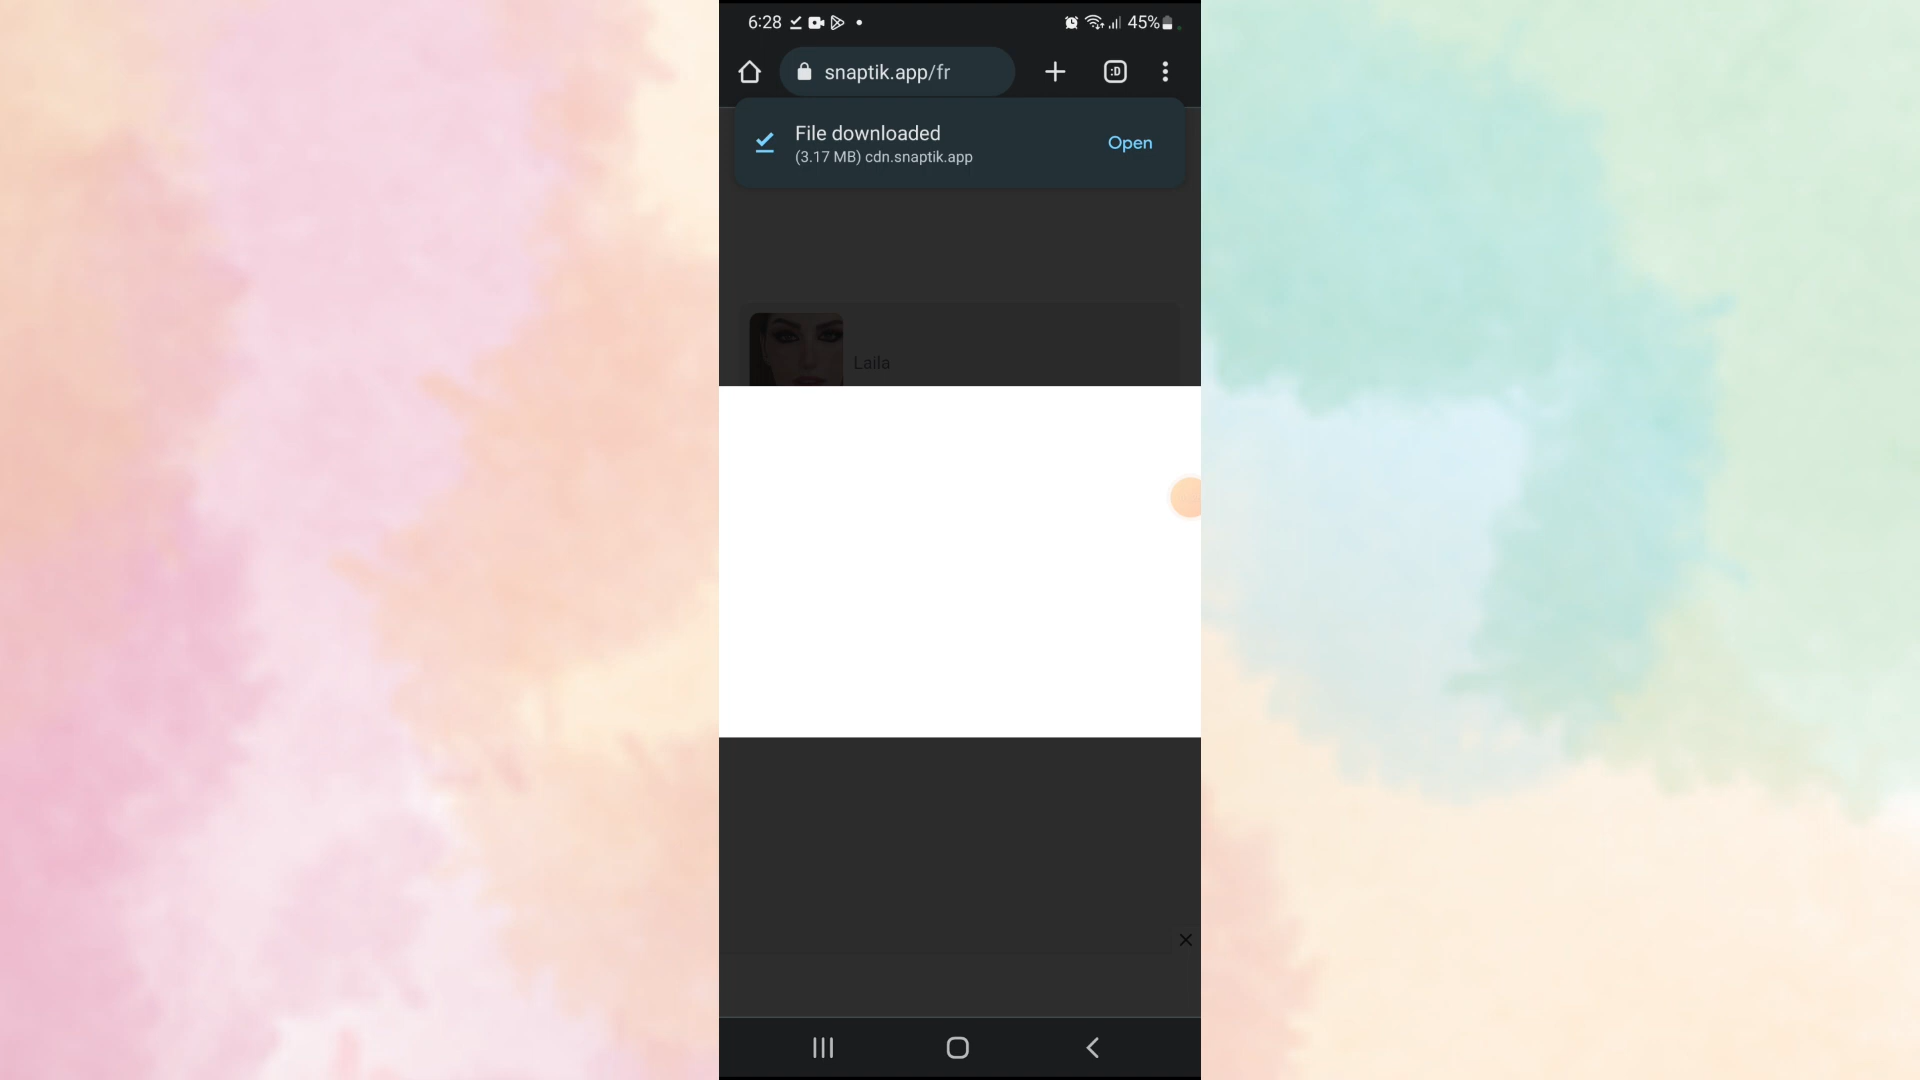 6:28
45%
snaptik.app/fr
:D
File downloaded
(3.17 MB) cdn.snaptik.app
Open
Laila